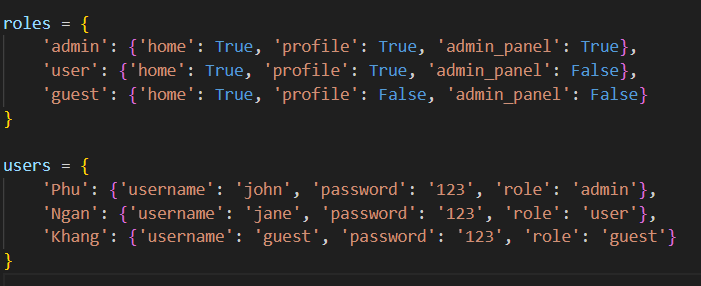 roles = {
'admin': {'home': True, 'profile': True, 'admin_panel': True},
'user': {'home': True, 'profile': True, 'admin_panel': False},
'guest': {'home': True, 'profile': False, 'admin_panel': False}
}
users = {
'Phu': {'username': 'john', 'password': '123', 'role': 'admin'},
'Ngan': {'username': 'jane', 'password': '123', 'role': 'user'},
'Khang': {'username': 'guest', 'password': '123', 'role': 'guest'}
}